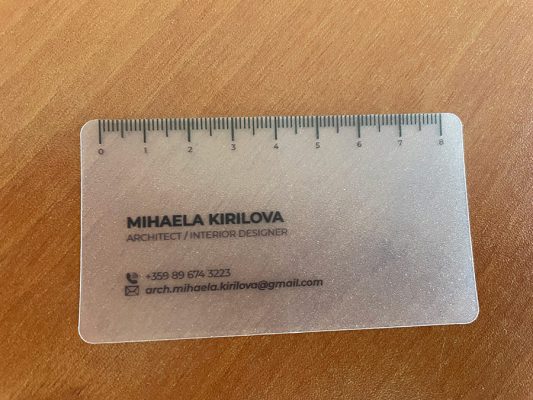 0 1 2 3 4 5 6 7 8
MIHAELA KIRILOVA
ARCHITECT / INTERIOR DESIGNER
+359 89 674 3223
arch.mihaela.kirilova@gmail.com